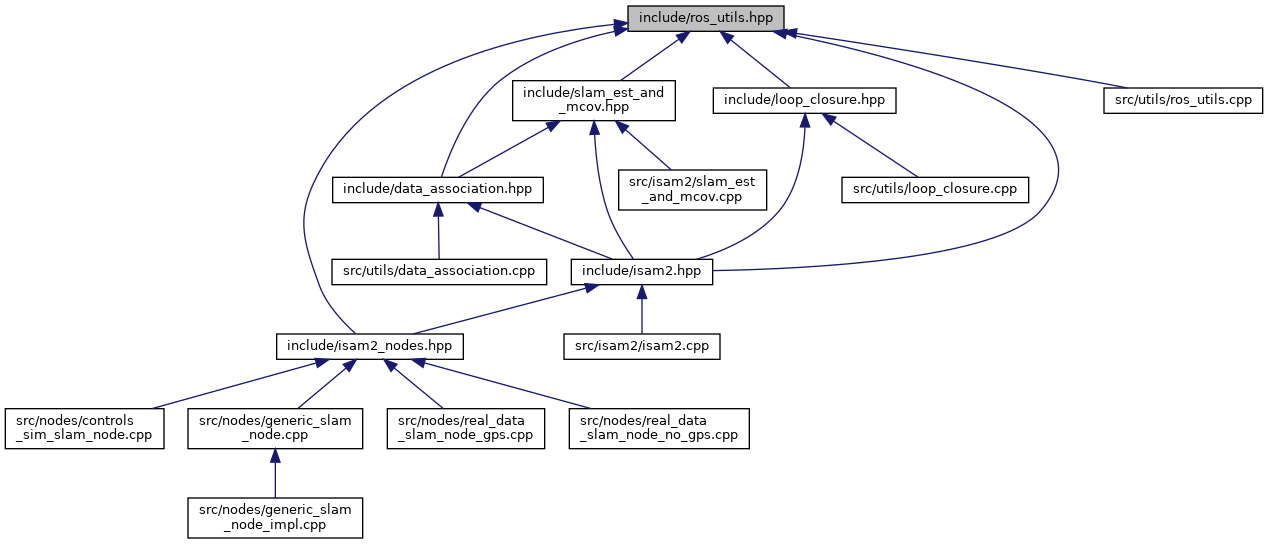 include/ros_utils.hpp
include/slam_est_and
_mcov.hpp
include/loop_closure.hpp
src/utils/ros_utils.cpp
include/data_association.hpp
src/isam2/slam_est
_and_mcov.cpp
src/utils/loop_closure.cpp
src/utils/data_association.cpp
include/isam2.hpp
include/isam2_nodes.hpp
src/isam2/isam2.cpp
src/nodes/controls
_sim_slam_node.cpp
src/nodes/generic_slam
_node.cpp
src/nodes/real_data
_slam_node_gps.cpp
src/nodes/real_data
_slam_node_no_gps.cpp
src/nodes/generic_slam
_node_impl.cpp